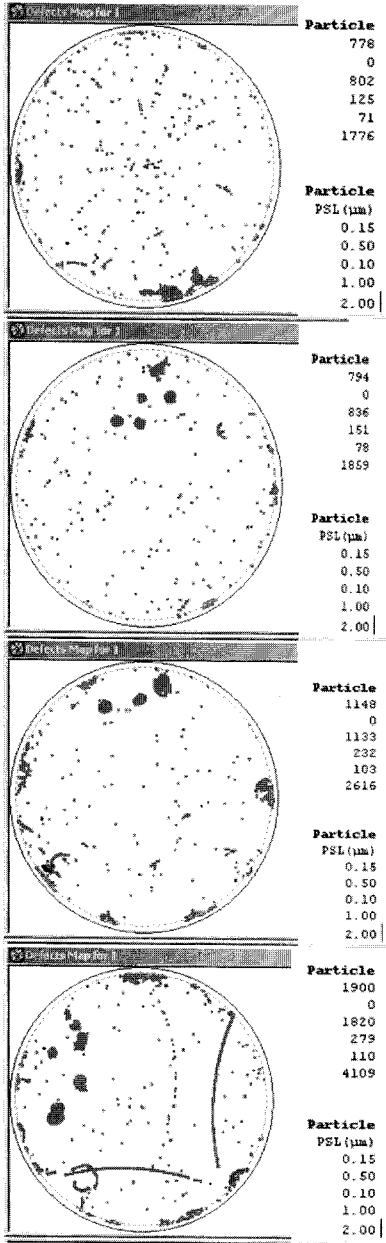 Defects Map for 1
Particle
778
0
802
125
71
1776
Particle
PSL(µm)
0.15
0.50
0.10
1.00
2.00
Defects Map for 1
Particle
794
0
836
151
78
1859
Particle
PSL(µm)
0.15
0.50
0.10
1.00
2.00
Defects Map for 1
Particle
1148
0
1133
232
103
2616
Particle
PSL(µm)
0.15
0.50
0.10
1.00
2.00
Defects Map for
Particle
1900
0
1820
279
110
4109
Particle
PSL(µm)
0.15
0.50
0.10
1.00
2.00